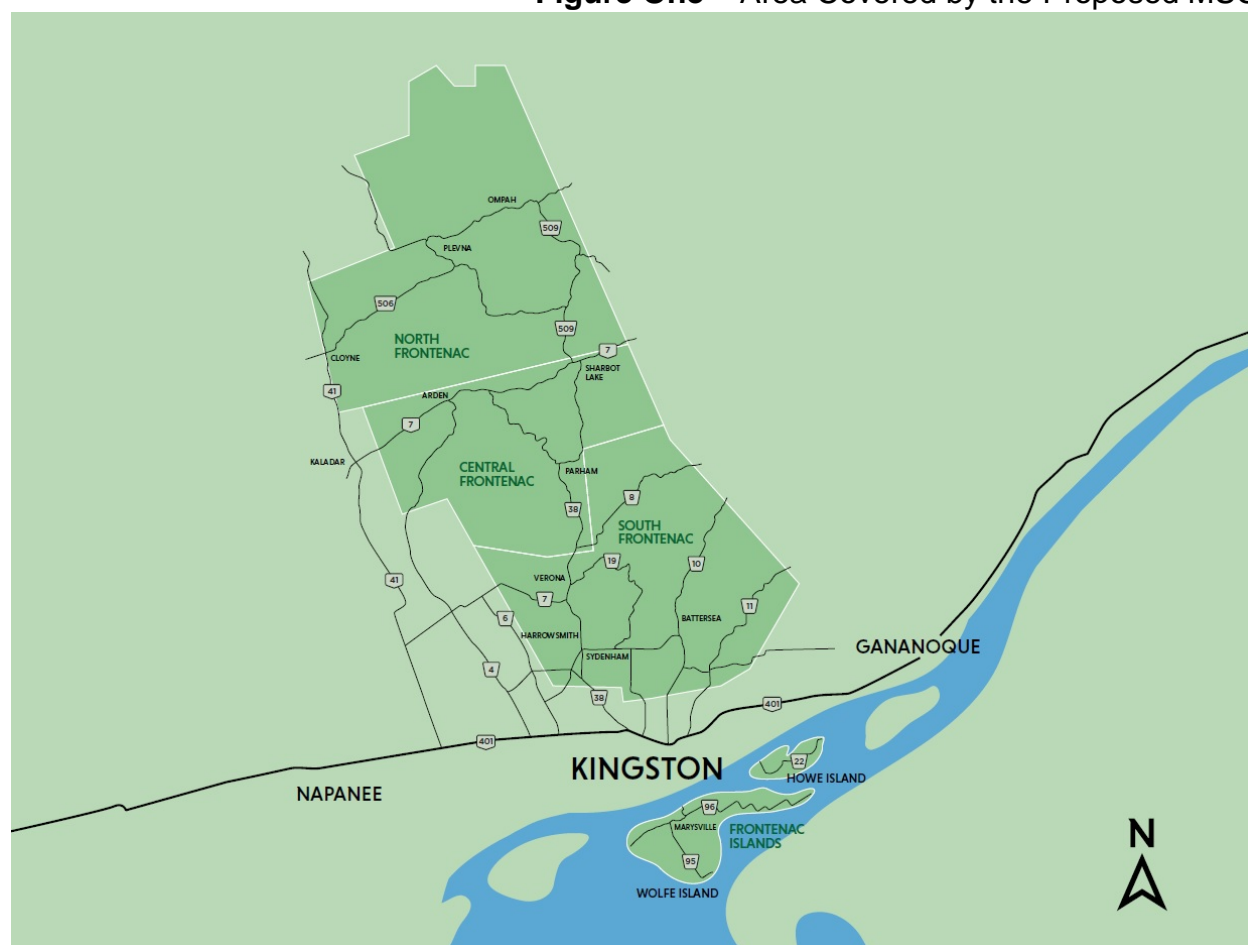 Figure One – Area Covered by the Proposed
OMPAH
509
PLEVNA
506
509
NORTH
FRONTENAC
7
CLOYNE
SHARBOT
LAKE
41
ARDEN
7
KALADAR
CENTRAL
FRONTENAC
PARHAM
8
38
SOUTH
FRONTENAC
19
10
VERONA
41
7
11
6
BATTERSEA
HARROWSMITH
SYDENHAM
GANANOQUE
4
38
401
401
KINGSTON
22
HOWE ISLAND
NAPANEE
96
MARYSVILLE
FRONTENAC
ISLANDS
95
WOLFE ISLAND
N